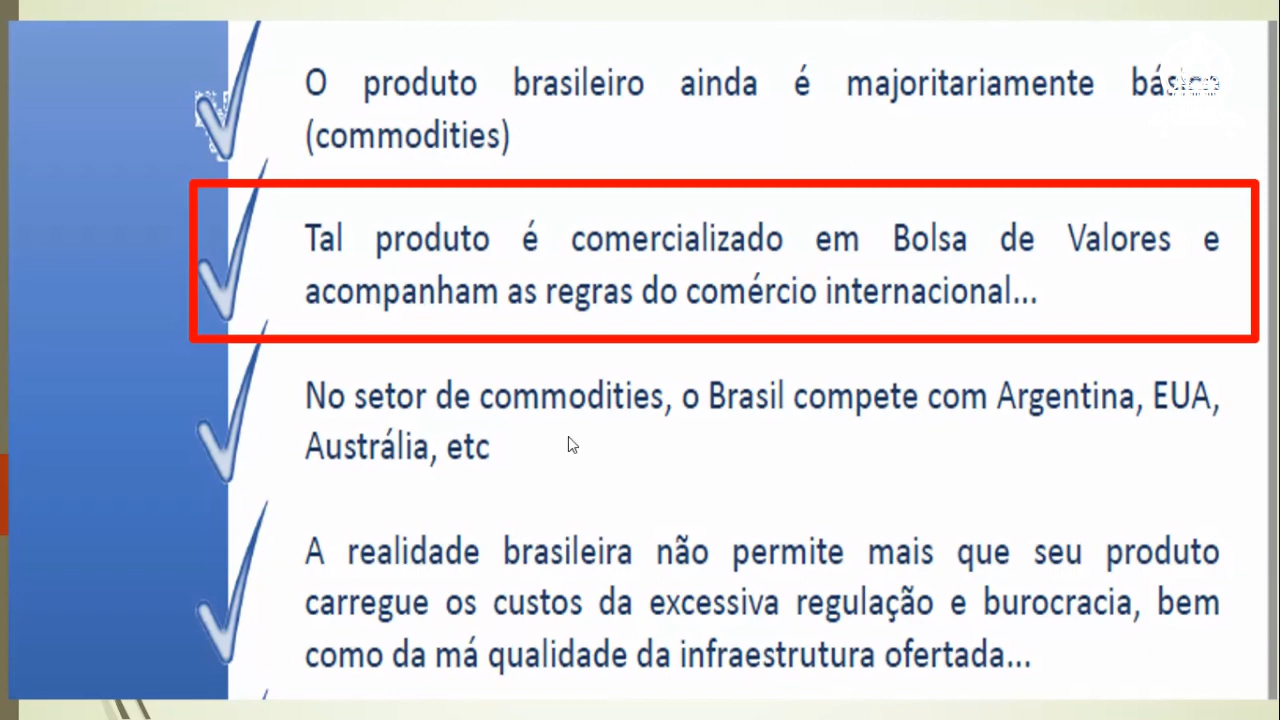 O produto brasileiro ainda é majoritariamente
(commodities)
Tal produto é comercializado em Bolsa de Valores e
acompanham as regras do comércio internacional...
No setor de commodities, o Brasil compete com Argentina, EUA,
Austrália, etc
A realidade brasileira não permite mais que seu produto
carregue os custos da excessiva regulação e burocracia, bem
como da má qualidade da infraestrutura ofertada...